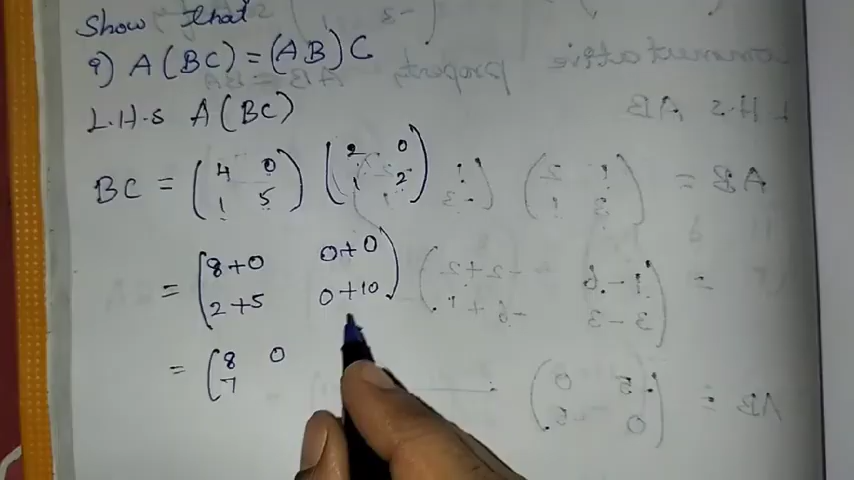 Show that
9) A(BC) = (AB)C
L.H.S A(BC)
BC = (4 0 (2 0
1 5) 1 2)
= (8+0 0+0
2+5 0+10)
= (8 0
7